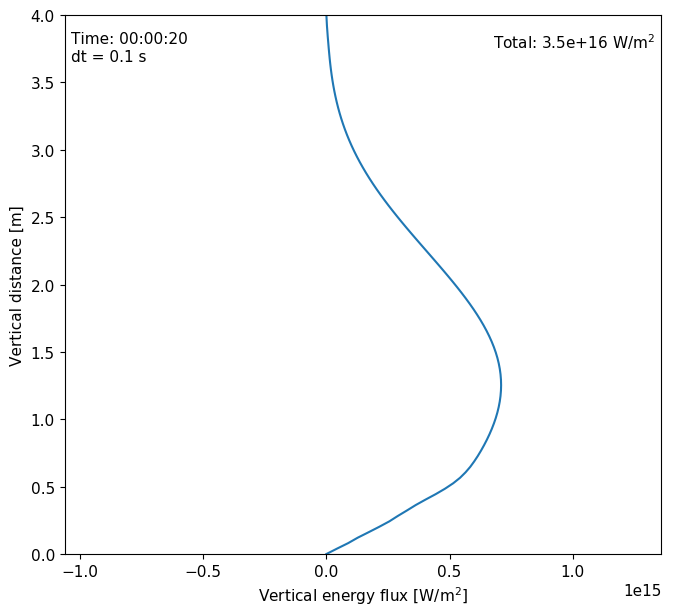 Time: 00:00:20
dt = 0.1 s
Total: 3.5e+16 W/m²
4.0
3.5
3.0
2.5
2.0
1.5
1.0
0.5
0.0
Vertical distance [m]
−1.0 −0.5 0.0 0.5 1.0
1e15
Vertical energy flux [W/m²]